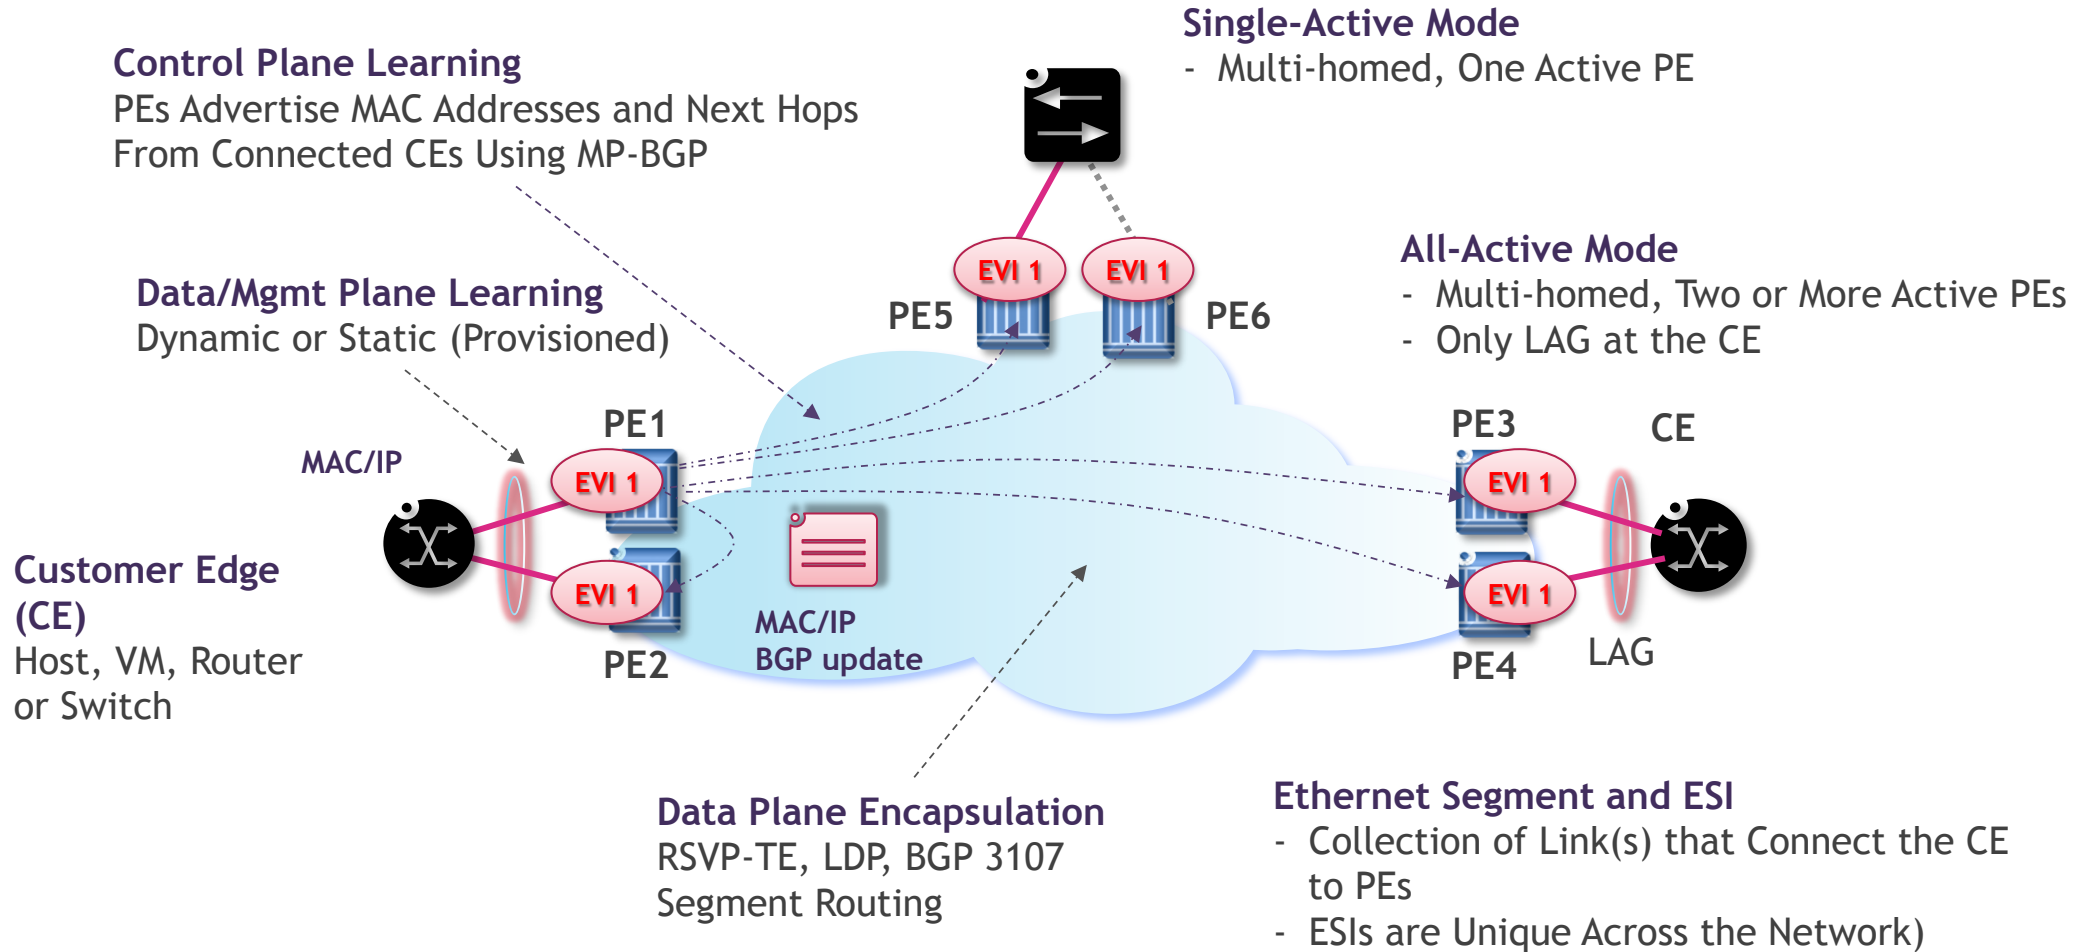 Single-Active Mode
- Multi-homed, One Active PE
Control Plane Learning
PEs Advertise MAC Addresses and Next Hops
From Connected CEs Using MP-BGP
Data/Mgmt Plane Learning
Dynamic or Static (Provisioned)
All-Active Mode
- Multi-homed, Two or More Active PEs
- Only LAG at the CE
EVI 1
EVI 1
PE5
PE6
MAC/IP
PE1
EVI 1
EVI 1
PE2
MAC/IP
BGP update
PE3
CE
EVI 1
EVI 1
PE4
LAG
Customer Edge
(CE)
Host, VM, Router
or Switch
Data Plane Encapsulation
RSVP-TE, LDP, BGP 3107
Segment Routing
Ethernet Segment and ESI
- Collection of Link(s) that Connect the CE
to PEs
- ESIs are Unique Across the Network)